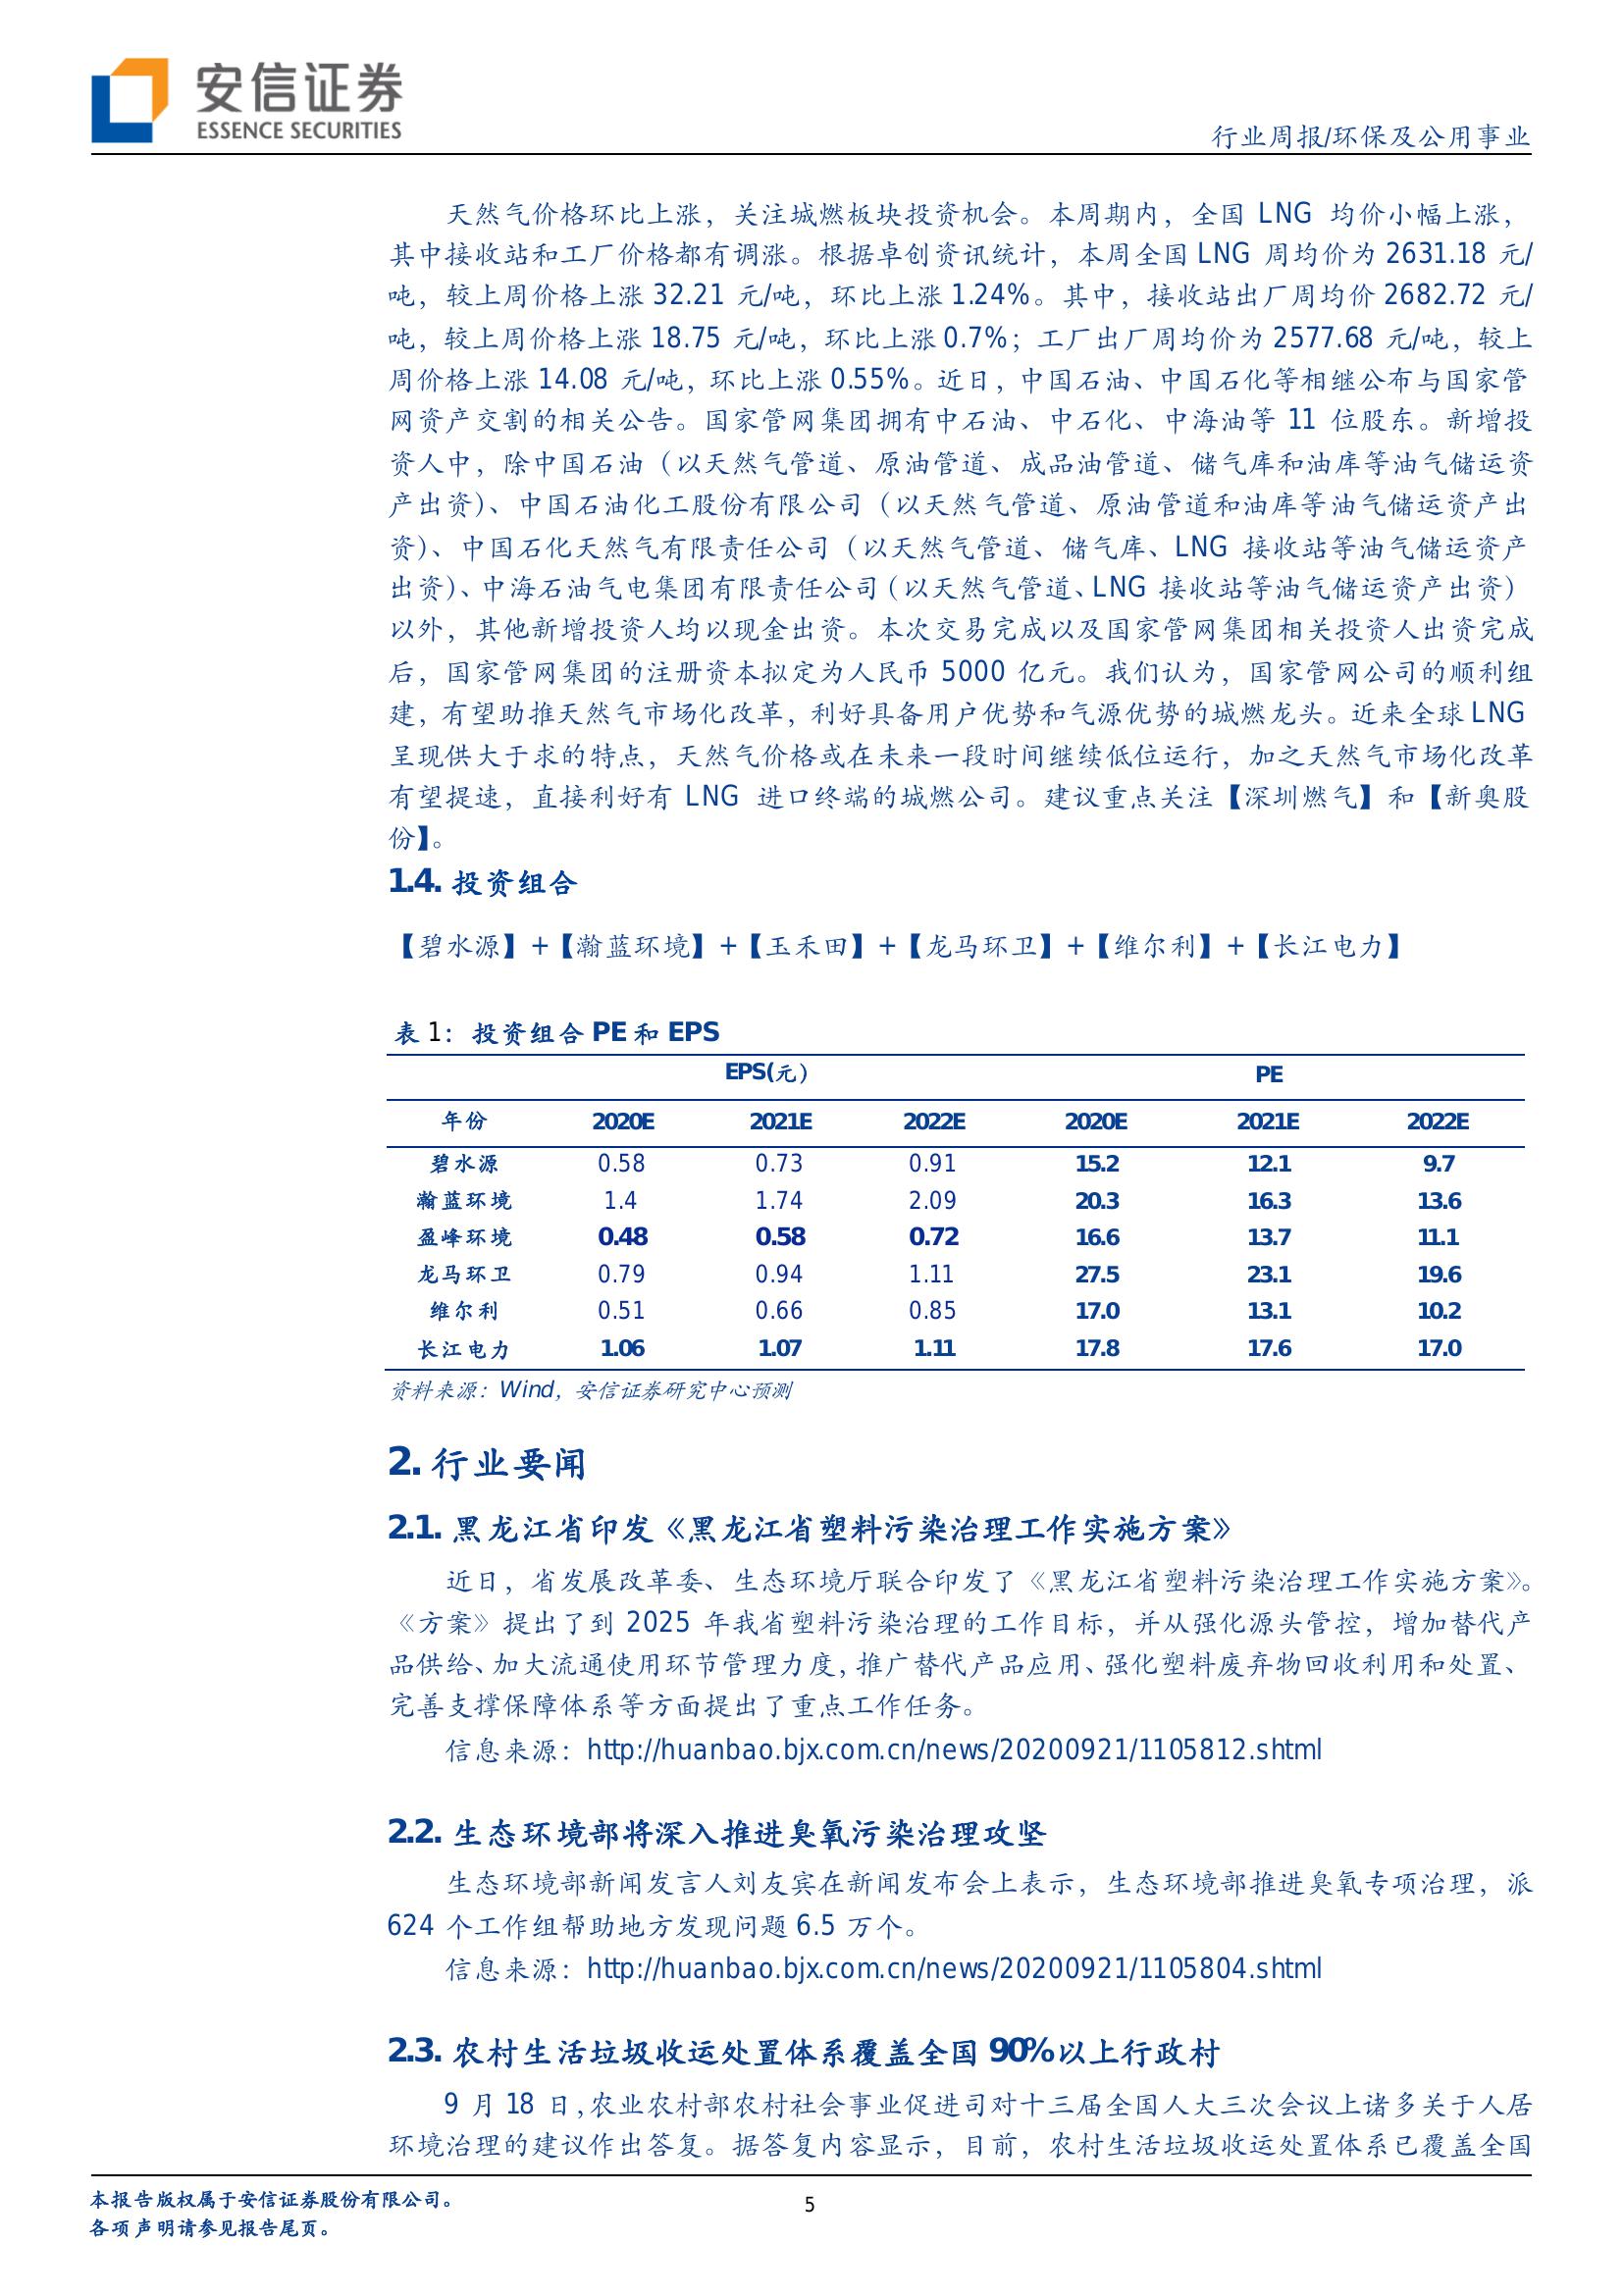 安信证券
ESSENCE SECURITIES
行业周报/环保及公用事业
天然气价格环比上涨，关注城燃板块投资机会。本周期内，全国 LNG 均价小幅上涨，
其中接收站和工厂价格都有调涨。根据卓创资讯统计，本周全国 LNG 周均价为 2631.18 元/
吨，较上周价格上涨 32.21 元/吨，环比上涨 1.24%。其中，接收站出厂周均价 2682.72 元/
吨，较上周价格上涨 18.75 元/吨，环比上涨 0.7%；工厂出厂周均价为 2577.68 元/吨，较上
周价格上涨 14.08 元/吨，环比上涨 0.55%。近日，中国石油、中国石化等相继公布与国家管
网资产交割的相关公告。国家管网集团拥有中石油、中石化、中海油等 11 位股东。新增投
资人中，除中国石油（以天然气管道、原油管道、成品油管道、储气库和油库等油气储运资
产出资）、中国石油化工股份有限公司（以天然气管道、原油管道和油库等油气储运资产出
资）、中国石化天然气有限责任公司（以天然气管道、储气库、LNG 接收站等油气储运资产
出资）、中海石油气电集团有限责任公司（以天然气管道、LNG 接收站等油气储运资产出资）
以外，其他新增投资人均以现金出资。本次交易完成以及国家管网集团相关投资人出资完成
后，国家管网集团的注册资本拟定为人民币 5000 亿元。我们认为，国家管网公司的顺利组
建，有望助推天然气市场化改革，利好具备用户优势和气源优势的城燃龙头。近来全球 LNG
呈现供大于求的特点，天然气价格或在未来一段时间继续低位运行，加之天然气市场化改革
有望提速，直接利好有 LNG 进口终端的城燃公司。建议重点关注【深圳燃气】和【新奥股
份】。
1.4. 投资组合
【碧水源】+【瀚蓝环境】+【玉禾田】+【龙马环卫】+【维尔利】+【长江电力】
表 1：投资组合 PE 和 EPS
EPS(元） PE
年份 2020E 2021E 2022E 2020E 2021E 2022E
碧水源 0.58 0.73 0.91 15.2 12.1 9.7
瀚蓝环境 1.4 1.74 2.09 20.3 16.3 13.6
盈峰环境 0.48 0.58 0.72 16.6 13.7 11.1
龙马环卫 0.79 0.94 1.11 27.5 23.1 19.6
维尔利 0.51 0.66 0.85 17.0 13.1 10.2
长江电力 1.06 1.07 1.11 17.8 17.6 17.0
资料来源：Wind，安信证券研究中心预测
2. 行业要闻
2.1. 黑龙江省印发《黑龙江省塑料污染治理工作实施方案》
近日，省发展改革委、生态环境厅联合印发了《黑龙江省塑料污染治理工作实施方案》。
《方案》提出了到 2025 年我省塑料污染治理的工作目标，并从强化源头管控，增加替代产
品供给、加大流通使用环节管理力度，推广替代产品应用、强化塑料废弃物回收利用和处置、
完善支撑保障体系等方面提出了重点工作任务。
信息来源：http://huanbao.bjx.com.cn/news/20200921/1105812.shtml
2.2. 生态环境部将深入推进臭氧污染治理攻坚
生态环境部新闻发言人刘友宾在新闻发布会上表示，生态环境部推进臭氧专项治理，派
624 个工作组帮助地方发现问题 6.5 万个。
信息来源：http://huanbao.bjx.com.cn/news/20200921/1105804.shtml
2.3. 农村生活垃圾收运处置体系覆盖全国 90%以上行政村
9 月 18 日，农业农村部农村社会事业促进司对十三届全国人大三次会议上诸多关于人居
环境治理的建议作出答复。据答复内容显示，目前，农村生活垃圾收运处置体系已覆盖全国
本报告版权属于安信证券股份有限公司。
各项声明请参见报告尾页。
5